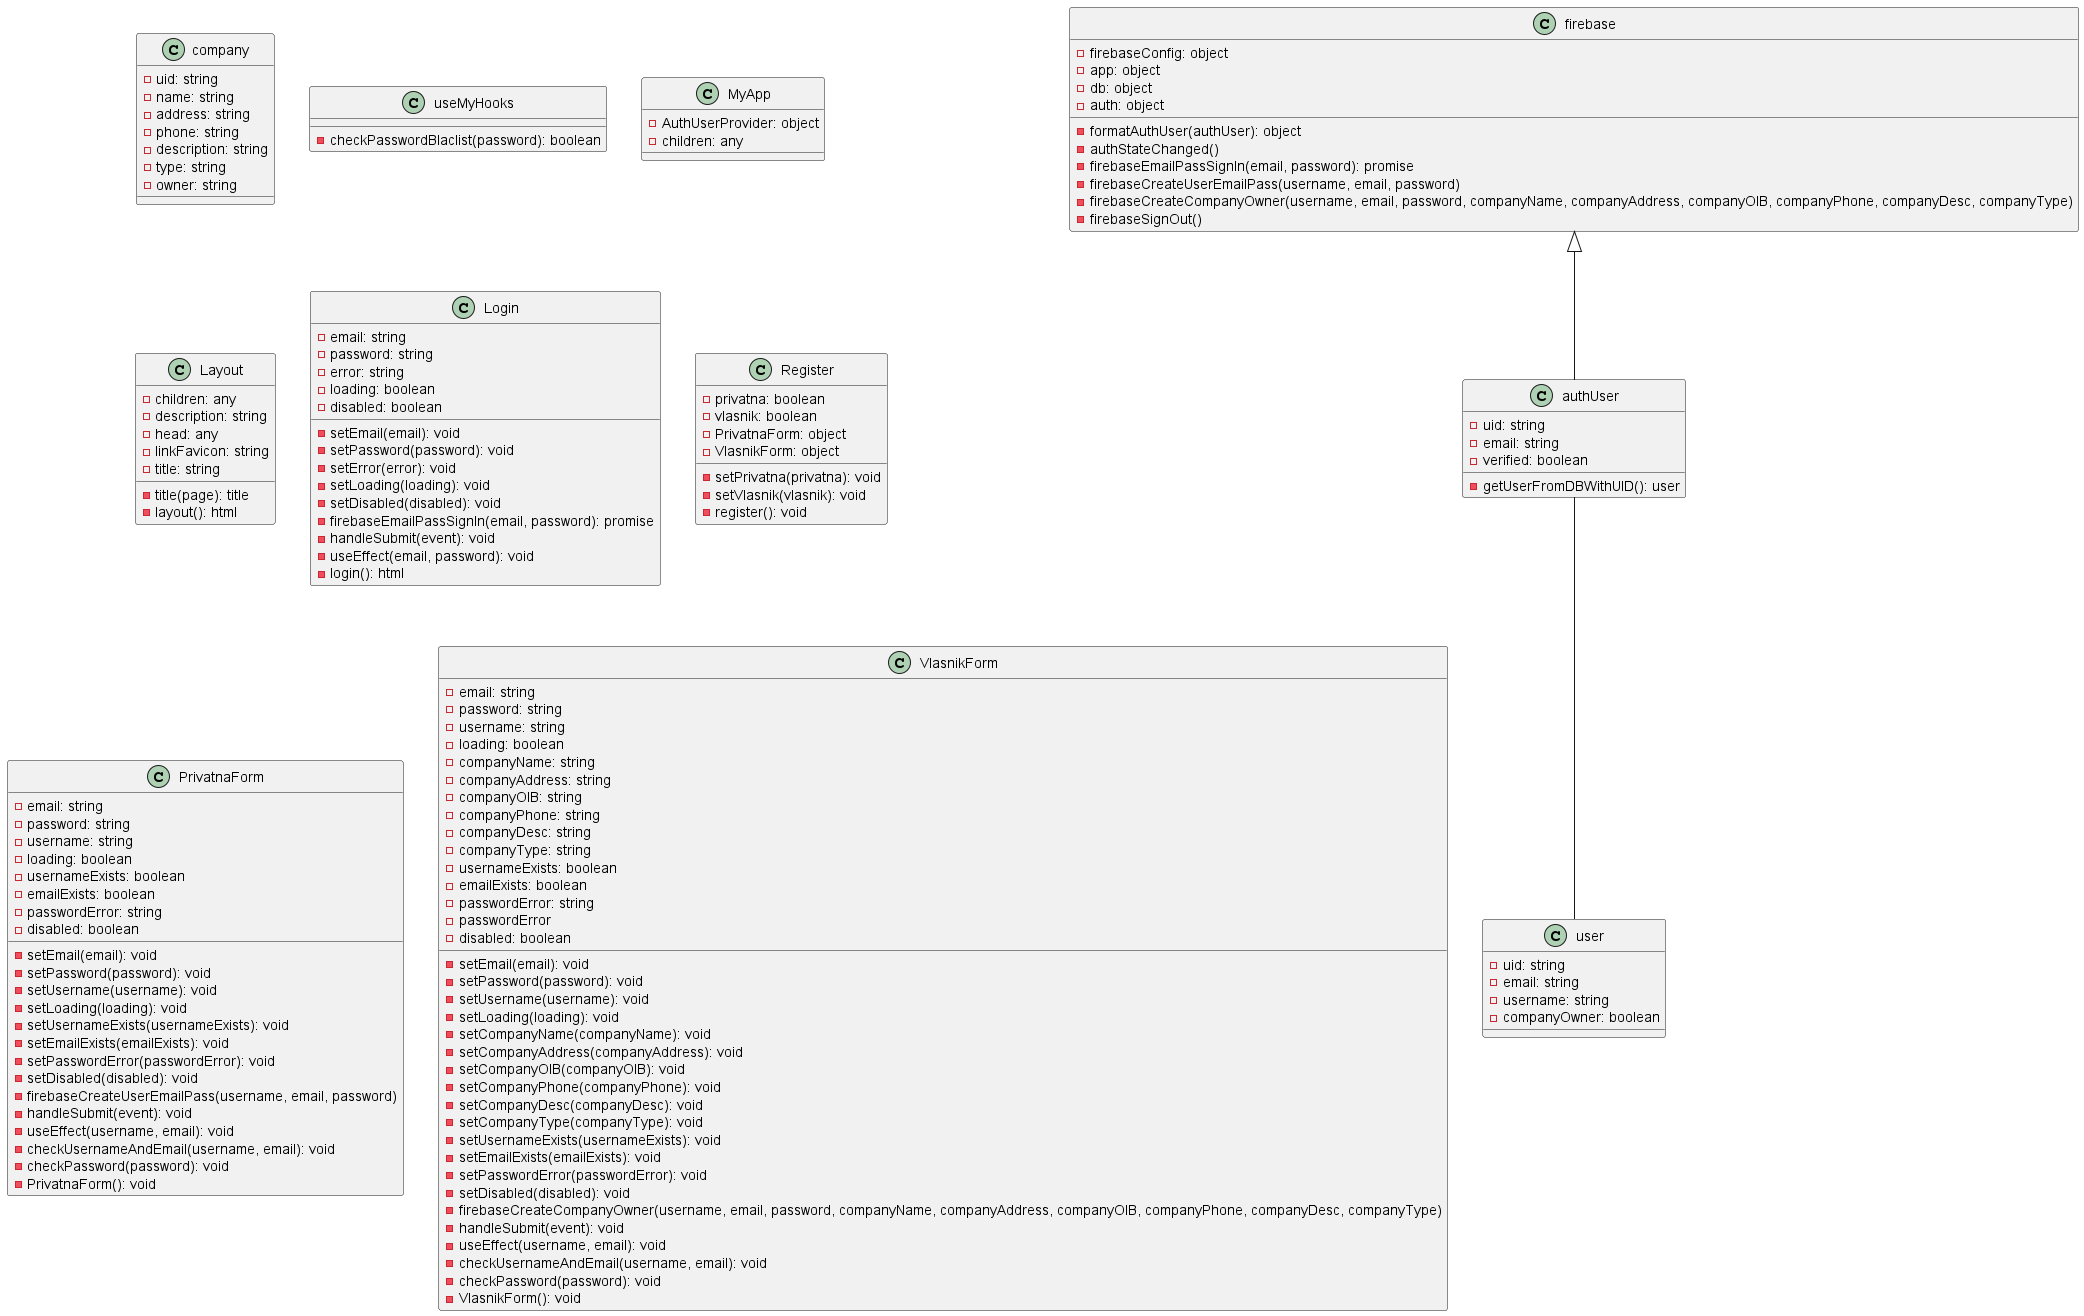 company
uid: string
name: string
address: string
phone: string
description: string
type: string
owner: string
useMyHooks
checkPasswordBlaclist(password): boolean
MyApp
AuthUserProvider: object
children: any
firebase
firebaseConfig: object
app: object
db: object
auth: object
formatAuthUser(authUser): object
authStateChanged()
firebaseEmailPassSignIn(email, password): promise
firebaseCreateUserEmailPass(username, email, password)
firebaseCreateCompanyOwner(username, email, password, companyName, companyAddress, companyOIB, companyPhone, companyDesc, companyType)
firebaseSignOut()
Layout
children: any
description: string
head: any
linkFavicon: string
title: string
title(page): title
layout(): html
Login
email: string
password: string
error: string
loading: boolean
disabled: boolean
setEmail(email): void
setPassword(password): void
setError(error): void
setLoading(loading): void
setDisabled(disabled): void
firebaseEmailPassSignIn(email, password): promise
handleSubmit(event): void
useEffect(email, password): void
login(): html
Register
privatna: boolean
vlasnik: boolean
PrivatnaForm: object
VlasnikForm: object
setPrivatna(privatna): void
setVlasnik(vlasnik): void
register(): void
authUser
uid: string
email: string
verified: boolean
getUserFromDBWithUID(): user
PrivatnaForm
email: string
password: string
username: string
loading: boolean
usernameExists: boolean
emailExists: boolean
passwordError: string
disabled: boolean
setEmail(email): void
setPassword(password): void
setUsername(username): void
setLoading(loading): void
setUsernameExists(usernameExists): void
setEmailExists(emailExists): void
setPasswordError(passwordError): void
setDisabled(disabled): void
firebaseCreateUserEmailPass(username, email, password)
handleSubmit(event): void
useEffect(username, email): void
checkUsernameAndEmail(username, email): void
checkPassword(password): void
PrivatnaForm(): void
VlasnikForm
email: string
password: string
username: string
loading: boolean
companyName: string
companyAddress: string
companyOIB: string
companyPhone: string
companyDesc: string
companyType: string
usernameExists: boolean
emailExists: boolean
passwordError: string
passwordError
disabled: boolean
setEmail(email): void
setPassword(password): void
setUsername(username): void
setLoading(loading): void
setCompanyName(companyName): void
setCompanyAddress(companyAddress): void
setCompanyOIB(companyOIB): void
setCompanyPhone(companyPhone): void
setCompanyDesc(companyDesc): void
setCompanyType(companyType): void
setUsernameExists(usernameExists): void
setEmailExists(emailExists): void
setPasswordError(passwordError): void
setDisabled(disabled): void
firebaseCreateCompanyOwner(username, email, password, companyName, companyAddress, companyOIB, companyPhone, companyDesc, companyType)
handleSubmit(event): void
useEffect(username, email): void
checkUsernameAndEmail(username, email): void
checkPassword(password): void
VlasnikForm(): void
user
uid: string
email: string
username: string
companyOwner: boolean